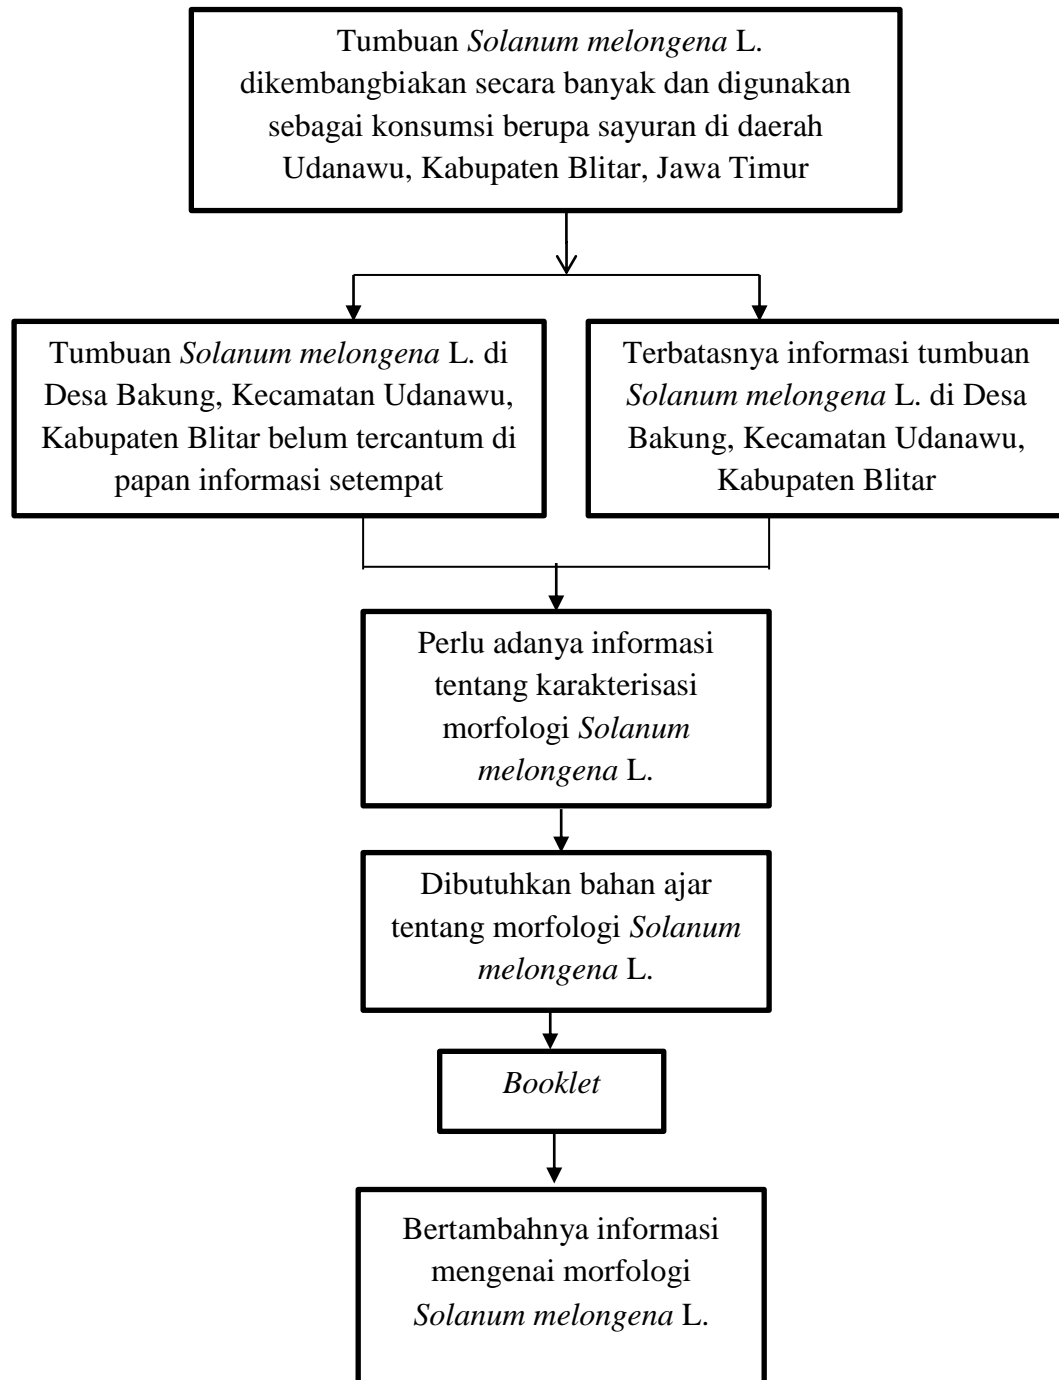 Tumbuan Solanum melongena L.
dikembangbiakan secara banyak dan digunakan
sebagai konsumsi berupa sayuran di daerah
Udanawu, Kabupaten Blitar, Jawa Timur
Tumbuan Solanum melongena L. di
Desa Bakung, Kecamatan Udanawu,
Kabupaten Blitar belum tercantum di
papan informasi setempat
Terbatasnya informasi tumbuan
Solanum melongena L. di Desa
Bakung, Kecamatan Udanawu,
Kabupaten Blitar
Perlu adanya informasi
tentang karakterisasi
morfologi Solanum
melongena L.
Dibutuhkan bahan ajar
tentang morfologi Solanum
melongena L.
Booklet
Bertambahnya informasi
mengenai morfologi
Solanum melongena L.